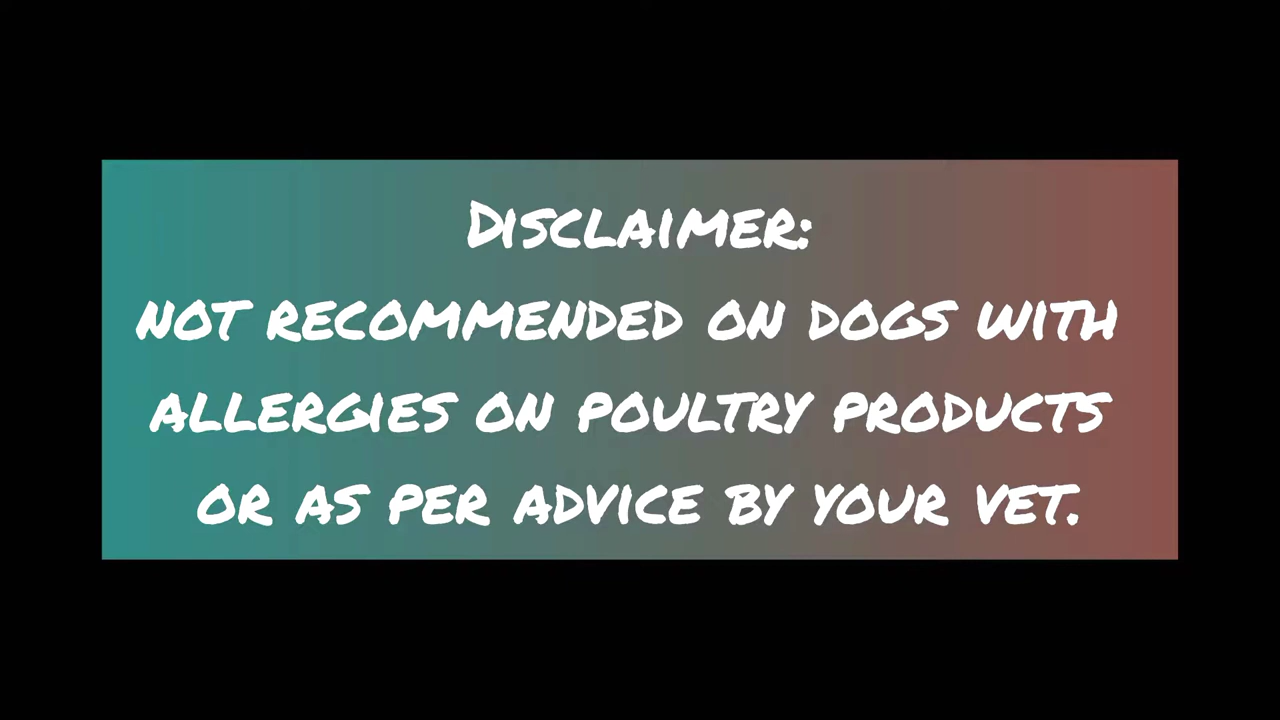 DISCLAIMER:
NOT RECOMMENDED ON DOGS WITH
ALLERGIES ON POULTRY PRODUCTS
OR AS PER ADVICE BY YOUR VET.